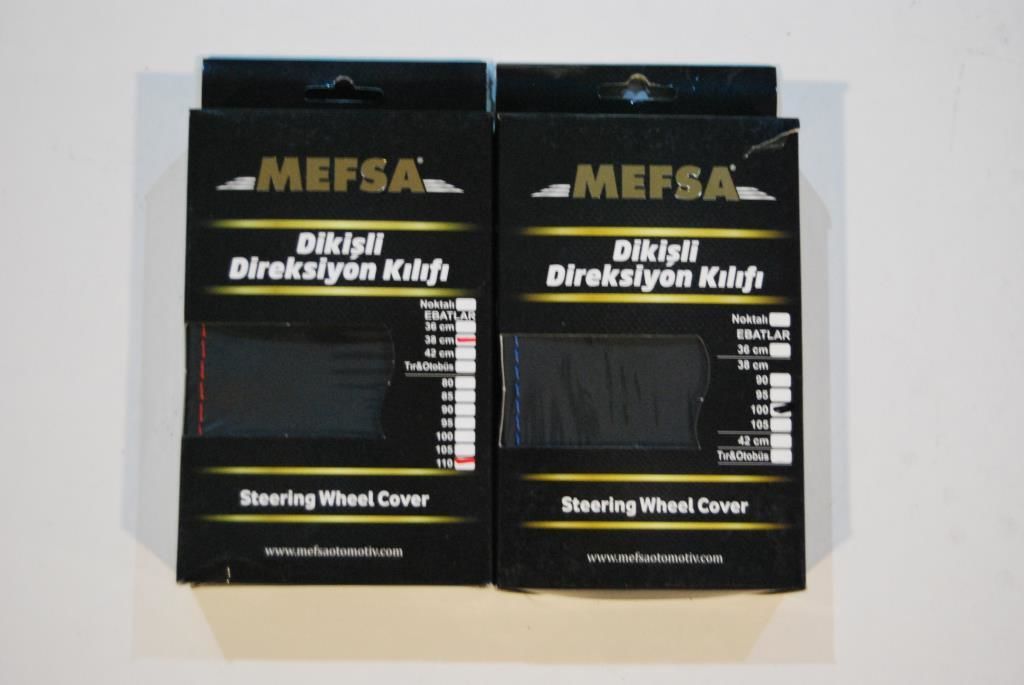 MEFSA
Dikişli
Direksiyon Kılıfı
Noktalı
EBATLAR
36 cm
38 cm
42 cm
Tır&Otobüs
80
85
90
95
100
105
110
Steering Wheel Cover
www.mefsaotomotiv.com
MEFSA
Dikişli
Direksiyon Kılıfı
Noktalı
EBATLAR
36 cm
38 cm
90
95
100
105
42 cm
Tır&Otobüs
Steering Wheel Cover
www.mefsaotomotiv.com